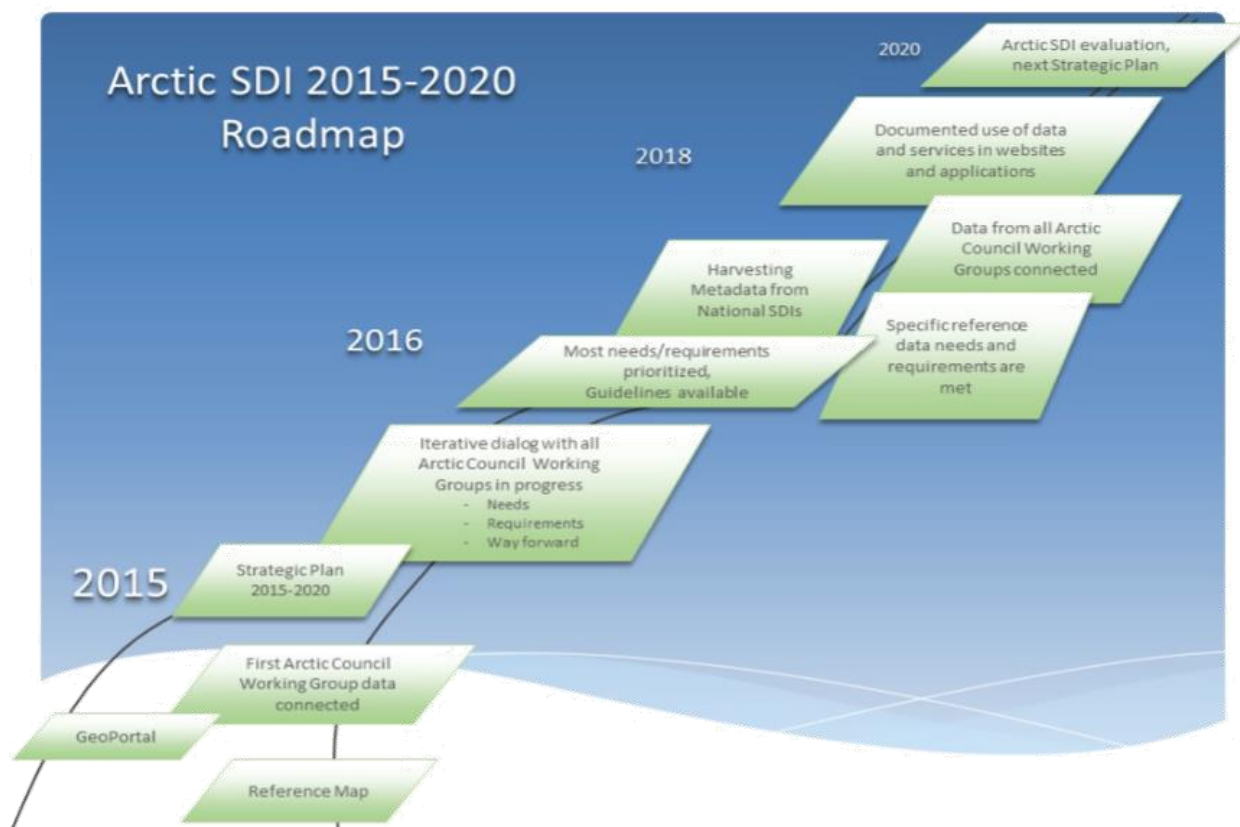 Arctic SDI 2015-2020
Roadmap
2020
Arctic SDI evaluation,
next Strategic Plan
Documented use of data
and services in websites
and applications
2018
Data from all Arctic
Council Working
Groups connected
Harvesting
Metadata from
National SDIs
Specific reference
data needs and
requirements are
met
2016
Most needs/requirements
prioritized,
Guidelines available
Iterative dialog with all
Arctic Council Working
Groups in progress
- Needs
- Requirements
- Way forward
2015
Strategic Plan
2015-2020
First Arctic Council
Working Group data
connected
GeoPortal
Reference Map